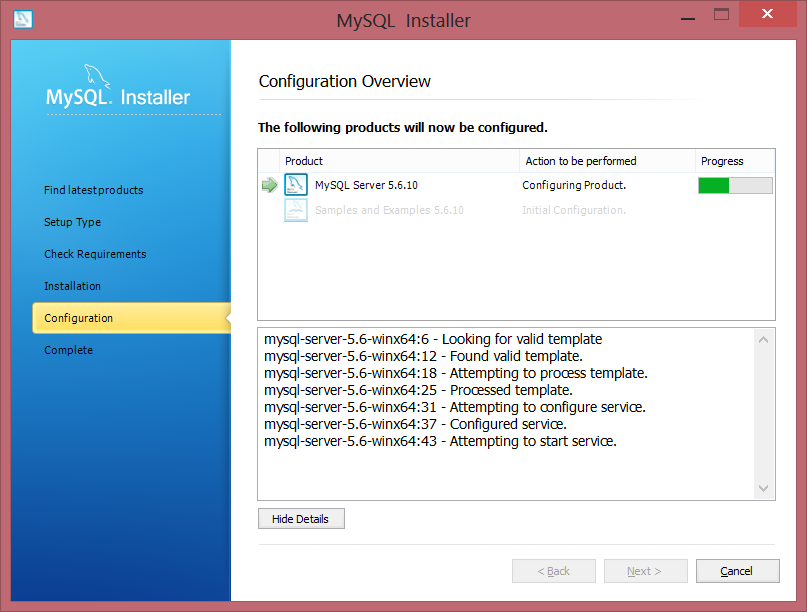 MySQL Installer
MySQL. Installer
Find latest products
Setup Type
Check Requirements
Installation
Configuration
Complete
Configuration Overview
The following products will now be configured.
Product Action to be performed Progress
MySQL Server 5.6.10 Configuring Product.
Samples and Examples 5.6.10 Initial Configuration.
mysql-server-5.6-winx64:6 - Looking for valid template
mysql-server-5.6-winx64:12 - Found valid template.
mysql-server-5.6-winx64:18 - Attempting to process template.
mysql-server-5.6-winx64:25 - Processed template.
mysql-server-5.6-winx64:31 - Attempting to configure service.
mysql-server-5.6-winx64:37 - Configured service.
mysql-server-5.6-winx64:43 - Attempting to start service.
Hide Details
< Back Next > Cancel